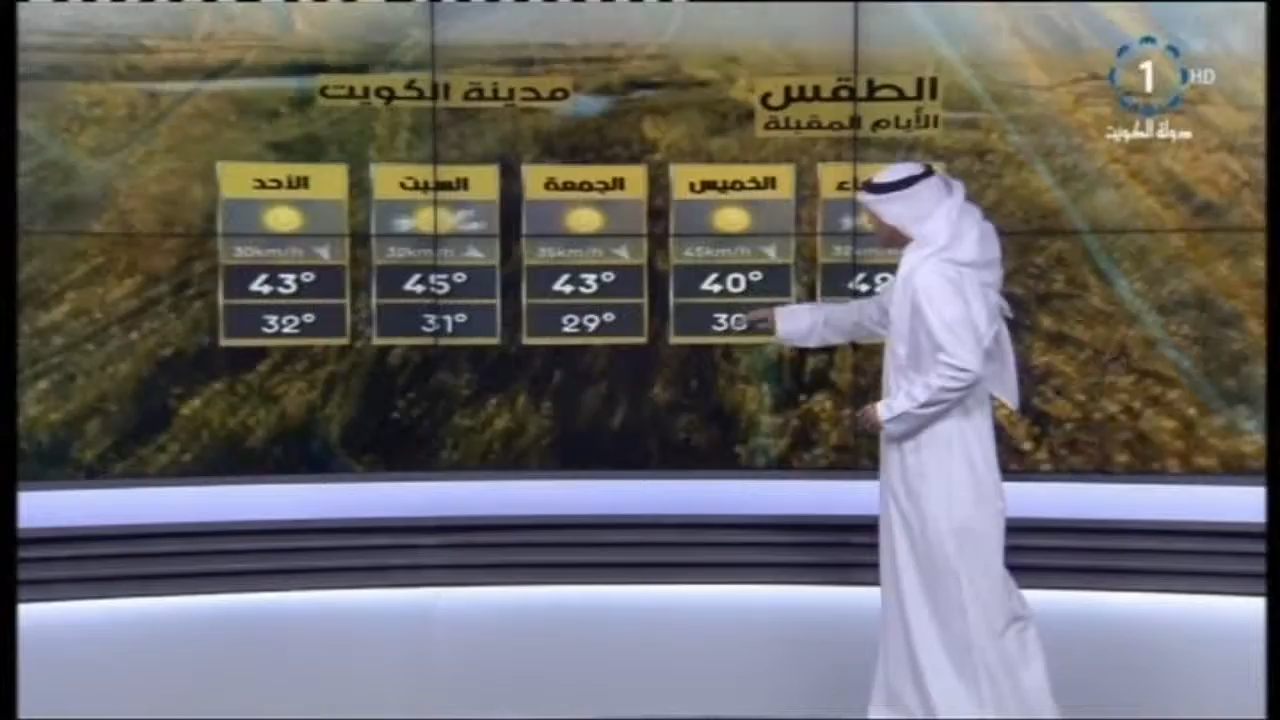 1 HD
دولة الكويت
الطقس
الأيام المقبلة
مدينة الكويت
الخميس
45km/h
40°
الجمعة
35km/h
43°
29°
السبت
32km/h
45°
31°
الأحد
30km/h
43°
32°